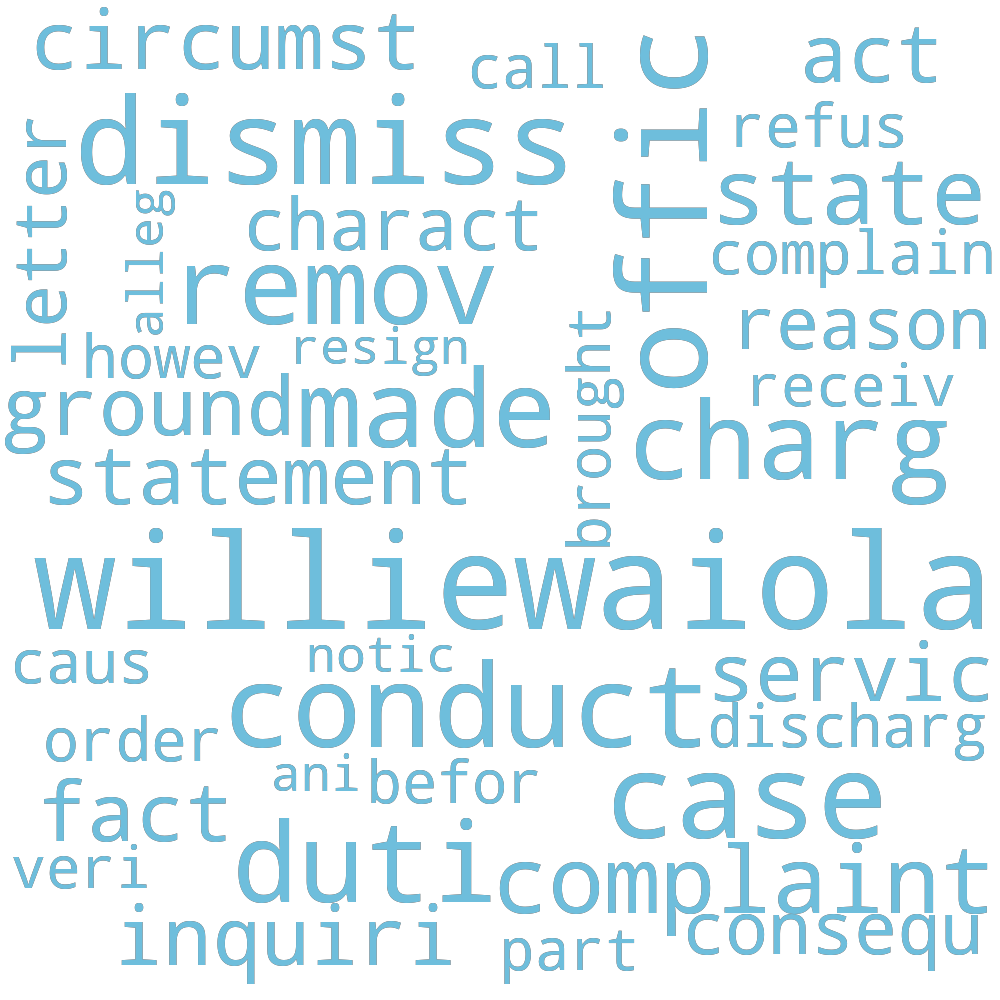 circumst
call
offic
act
dismiss
refus
letter
state
alleg
charact
complain
remov
reason
howev
resign
brought
receiv
ground
made
charg
statement
williewaiola
caus
notic
conduct
servic
order
discharg
ani
befor
case
fact
duti
veri
complaint
inquiri
part
consequ